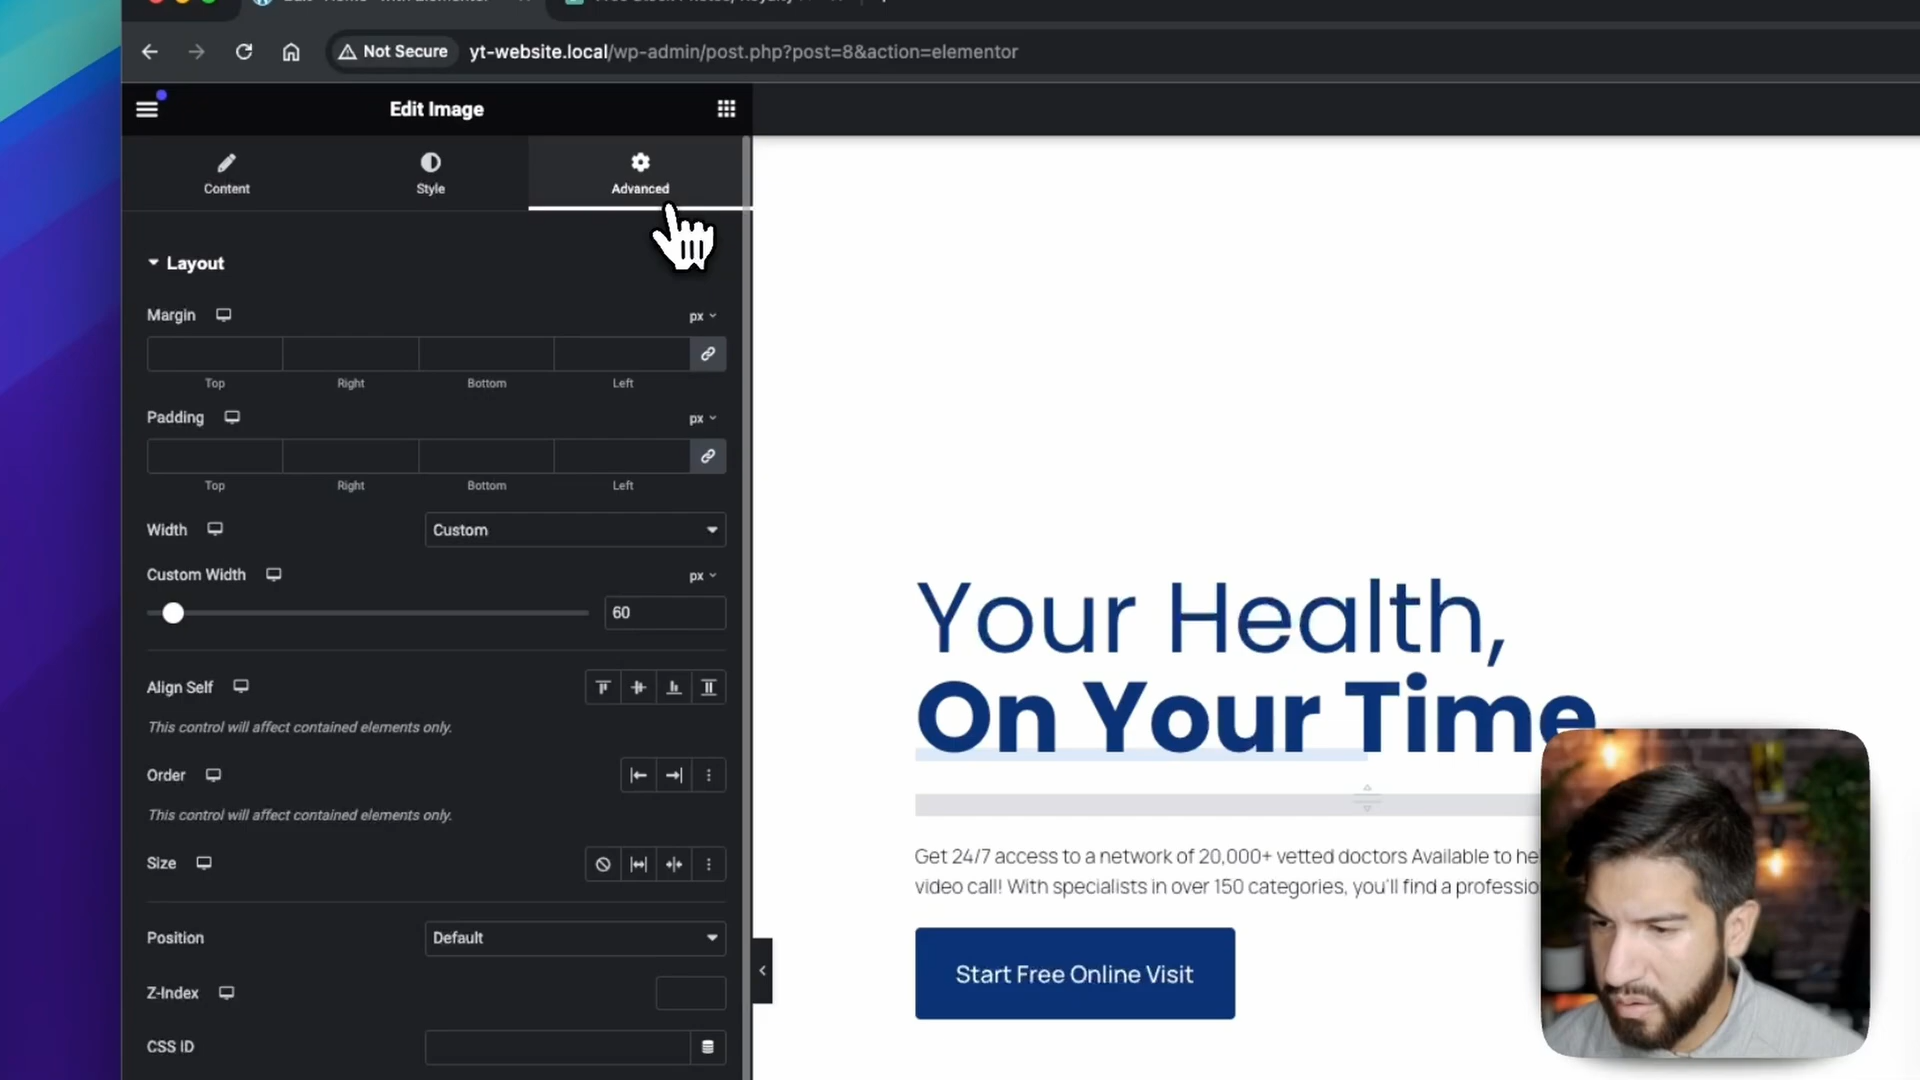 Not Secure yt-website.local/wp-admin/post.php?post=8&action=elementor
Edit Image
Content Style Advanced
Layout
Margin px
Top Right Bottom Left
Padding px
Top Right Bottom Left
Width Custom
Custom Width px
60
Align Self
This control will affect contained elements only.
Order
This control will affect contained elements only.
Size
Position Default
Z-Index
CSS ID
Your Health,
On Your Time
Get 24/7 access to a network of 20,000+ vetted doctors Available to
video call! With specialists in over 150 categories, you'll find a
Start Free Online Visit